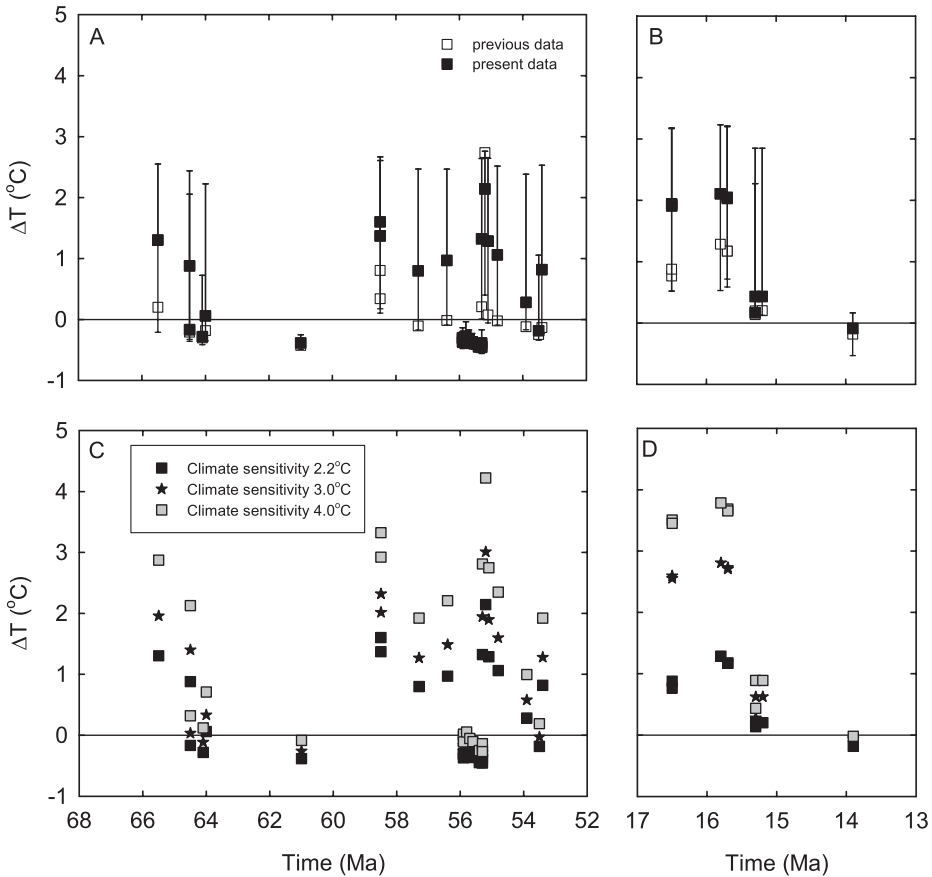 5
A
previous data
present data
4
3
2
1
0
-1
ΔT (°C)
B
5
C
Climate sensitivity 2.2°C
Climate sensitivity 3.0°C
Climate sensitivity 4.0°C
4
3
2
1
0
-1
ΔT (°C)
68 66 64 62 60 58 56 54 52
Time (Ma)
D
17 16 15 14 13
Time (Ma)